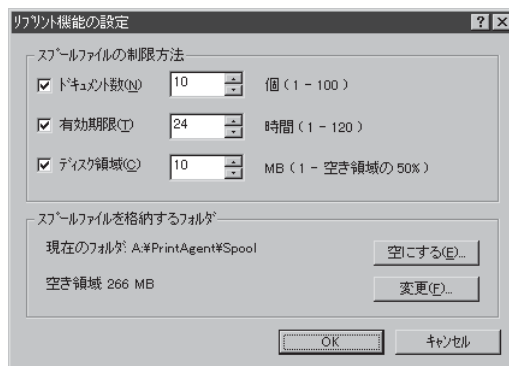 ﾘﾌﾟﾘﾝﾄ機能の設定
ｽﾌﾟｰﾙﾌｧｲﾙの制限方法
ﾄﾞｷｭﾒﾝﾄ数(N) 10 個（1 - 100）
有効期限(T) 24 時間（1 - 120）
ﾃﾞｨｽｸ領域(C) 10 MB（1 - 空き領域の 50%）
ｽﾌﾟｰﾙﾌｧｲﾙを格納するﾌｫﾙﾀﾞ
現在のﾌｫﾙﾀﾞ: A:¥PrintAgent¥Spool
空にする(E)...
空き領域 266 MB
変更(F)...
OK ｷｬﾝｾﾙ